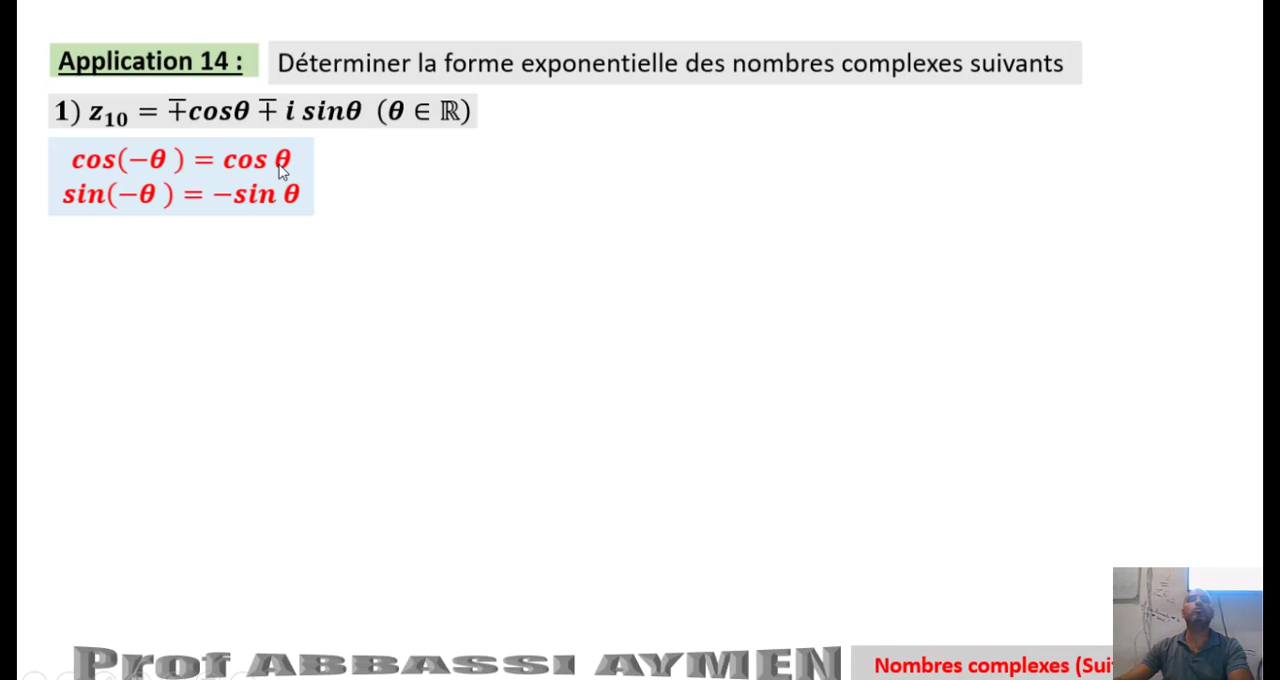 Application 14 : Déterminer la forme exponentielle des nombres complexes suivants
1) z₁₀ = ∓cosθ ∓ i sinθ (θ ∈ ℝ)
cos(−θ ) = cos θ
sin(−θ ) = −sin θ
Prof ABBASSI AYMEN
Nombres complexes (Sui